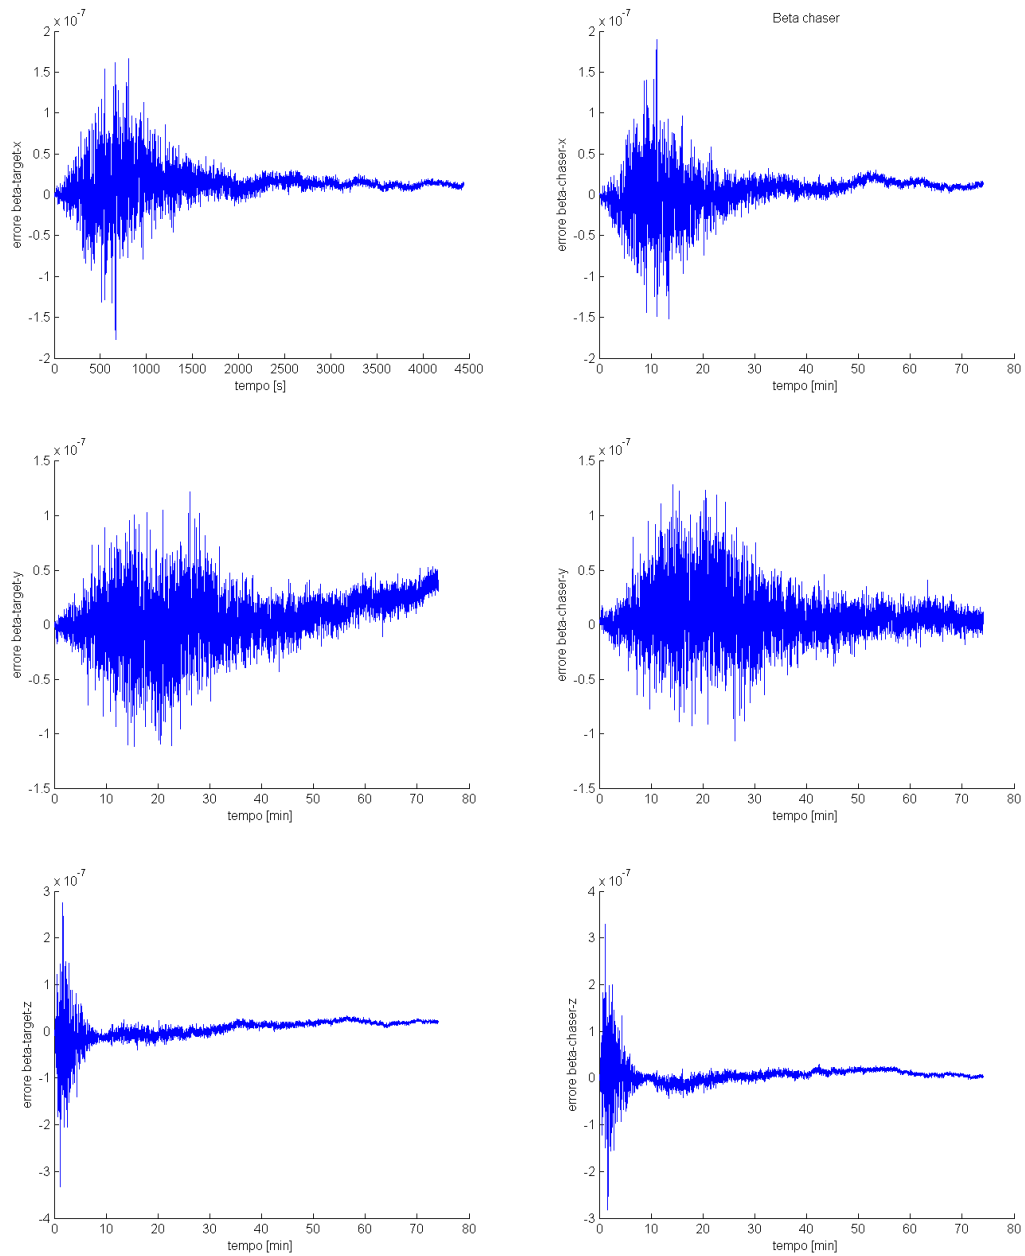 x 10^-7
2
1.5
1
0.5
0
-0.5
-1
-1.5
-2
errore beta-target-x
0 500 1000 1500 2000 2500 3000 3500 4000 4500
tempo [s]
Beta chaser
x 10^-7
2
1.5
1
0.5
0
-0.5
-1
-1.5
-2
errore beta-chaser-x
0 10 20 30 40 50 60 70 80
tempo [min]
x 10^-7
1.5
1
0.5
0
-0.5
-1
-1.5
errore beta-target-y
0 10 20 30 40 50 60 70 80
tempo [min]
x 10^-7
1.5
1
0.5
0
-0.5
-1
-1.5
errore beta-chaser-y
0 10 20 30 40 50 60 70 80
tempo [min]
x 10^-7
3
2
1
0
-1
-2
-3
-4
errore beta-target-z
0 10 20 30 40 50 60 70 80
tempo [min]
x 10^-7
4
3
2
1
0
-1
-2
-3
errore beta-chaser-z
0 10 20 30 40 50 60 70 80
tempo [min]